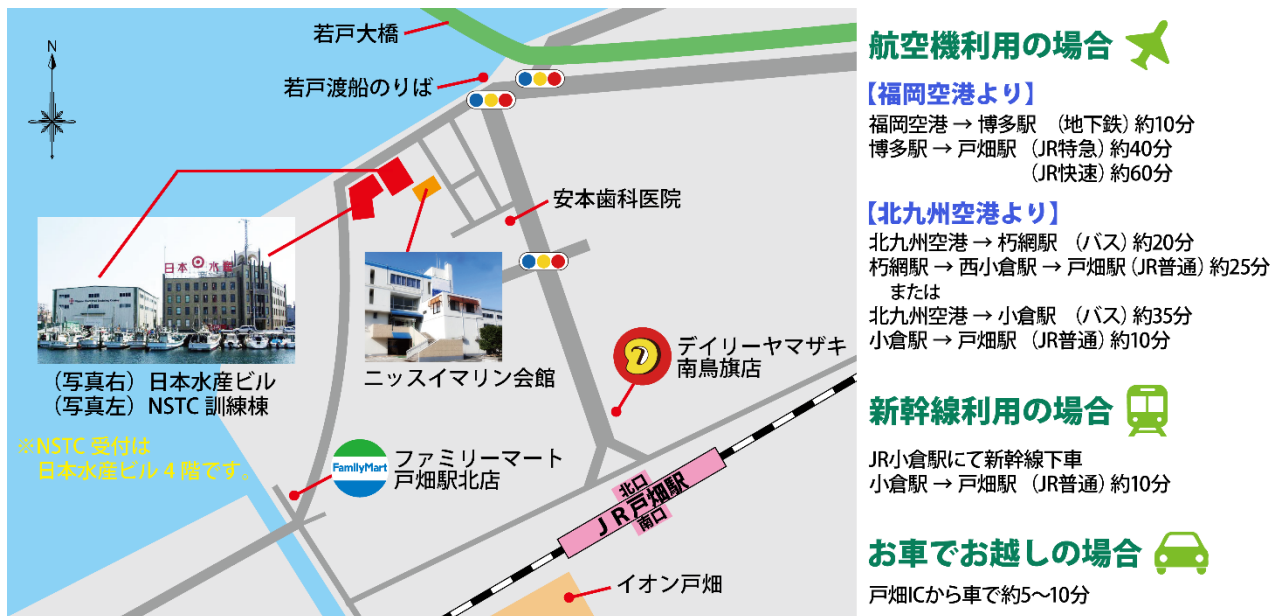 N
若戸大橋
若戸渡船のりば
安本歯科医院
日本水産
(写真右) 日本水産ビル
(写真左) NSTC 訓練棟
※NSTC 受付は
日本水産ビル 4 階です。
ニッスイマリン会館
デイリーヤマザキ
南鳥旗店
FamilyMart
ファミリーマート
戸畑駅北店
北口
JR戸畑駅
南口
イオン戸畑
航空機利用の場合
【福岡空港より】
福岡空港 → 博多駅 (地下鉄) 約10分
博多駅 → 戸畑駅 (JR特急) 約40分
(JR快速) 約60分
【北九州空港より】
北九州空港 → 朽網駅 (バス) 約20分
朽網駅 → 西小倉駅 → 戸畑駅 (JR普通) 約25分
または
北九州空港 → 小倉駅 (バス) 約35分
小倉駅 → 戸畑駅 (JR普通) 約10分
新幹線利用の場合
JR小倉駅にて新幹線下車
小倉駅 → 戸畑駅 (JR普通) 約10分
お車でお越しの場合
戸畑ICから車で約5〜10分